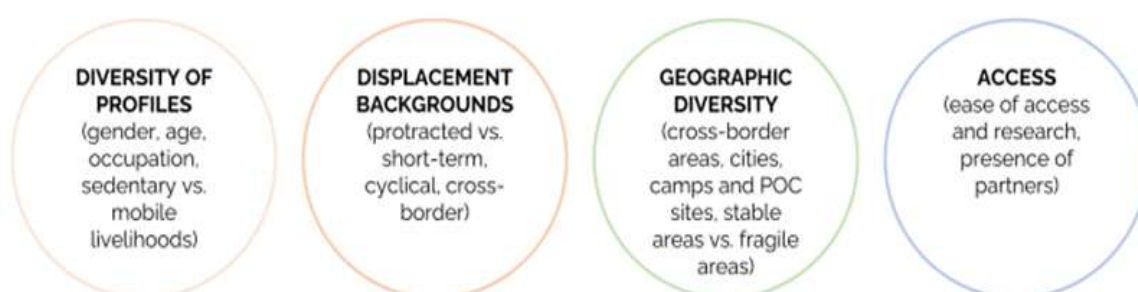 DIVERSITY OF
PROFILES
(gender, age,
occupation,
sedentary vs.
mobile
livelihoods)
DISPLACEMENT
BACKGROUNDS
(protracted vs.
short-term,
cyclical, cross-
border)
GEOGRAPHIC
DIVERSITY
(cross-border
areas, cities,
camps and POC
sites, stable
areas vs. fragile
areas)
ACCESS
(ease of access
and research,
presence of
partners)